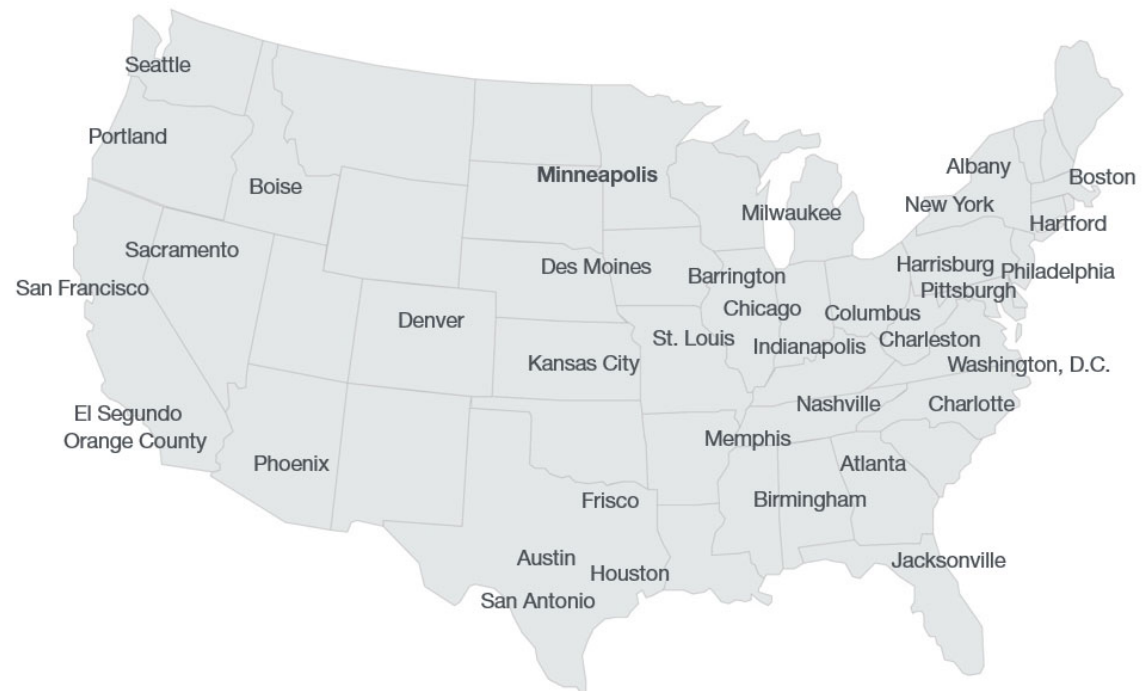 Seattle
Portland
Boise
Minneapolis
Albany
Boston
New York
Milwaukee
Hartford
Sacramento
Des Moines
Barrington
Harrisburg
Philadelphia
San Francisco
Pittsburgh
Chicago
Columbus
Denver
St. Louis
Indianapolis
Charleston
Kansas City
Washington, D.C.
El Segundo
Orange County
Nashville
Charlotte
Memphis
Phoenix
Atlanta
Frisco
Birmingham
Austin
Houston
Jacksonville
San Antonio